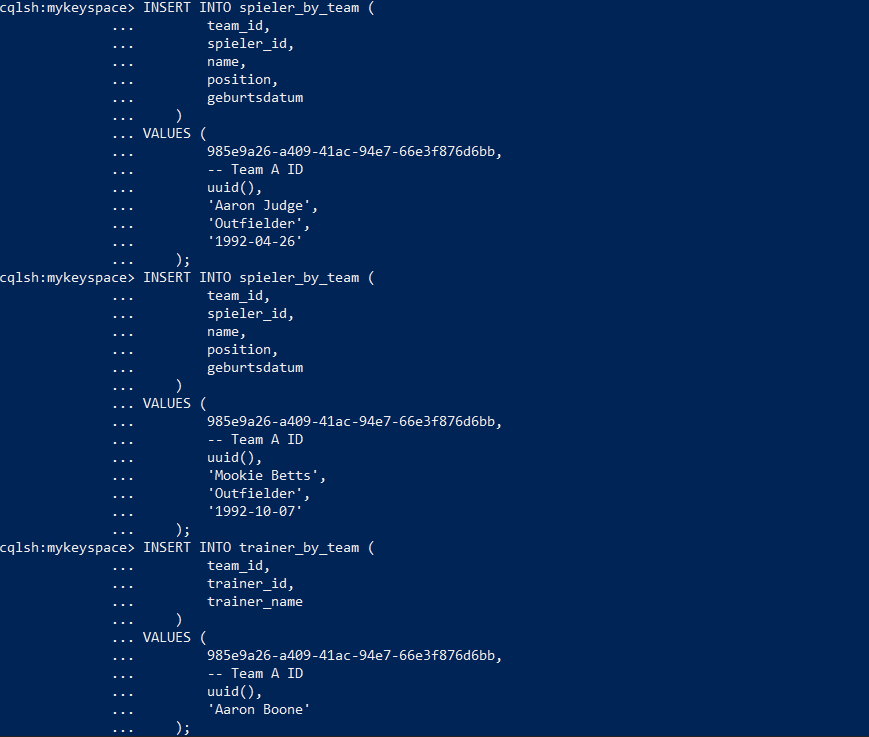 cqlsh:mykeyspace> INSERT INTO spieler_by_team (
              ...         team_id,
              ...         spieler_id,
              ...         name,
              ...         position,
              ...         geburtsdatum
              ...     )
              ... VALUES (
              ...         985e9a26-a409-41ac-94e7-66e3f876d6bb,
              ...         -- Team A ID
              ...         uuid(),
              ...         'Aaron Judge',
              ...         'Outfielder',
              ...         '1992-04-26'
              ...     );
cqlsh:mykeyspace> INSERT INTO spieler_by_team (
              ...         team_id,
              ...         spieler_id,
              ...         name,
              ...         position,
              ...         geburtsdatum
              ...     )
              ... VALUES (
              ...         985e9a26-a409-41ac-94e7-66e3f876d6bb,
              ...         -- Team A ID
              ...         uuid(),
              ...         'Mookie Betts',
              ...         'Outfielder',
              ...         '1992-10-07'
              ...     );
cqlsh:mykeyspace> INSERT INTO trainer_by_team (
              ...         team_id,
              ...         trainer_id,
              ...         trainer_name
              ...     )
              ... VALUES (
              ...         985e9a26-a409-41ac-94e7-66e3f876d6bb,
              ...         -- Team A ID
              ...         uuid(),
              ...         'Aaron Boone'
              ...     );